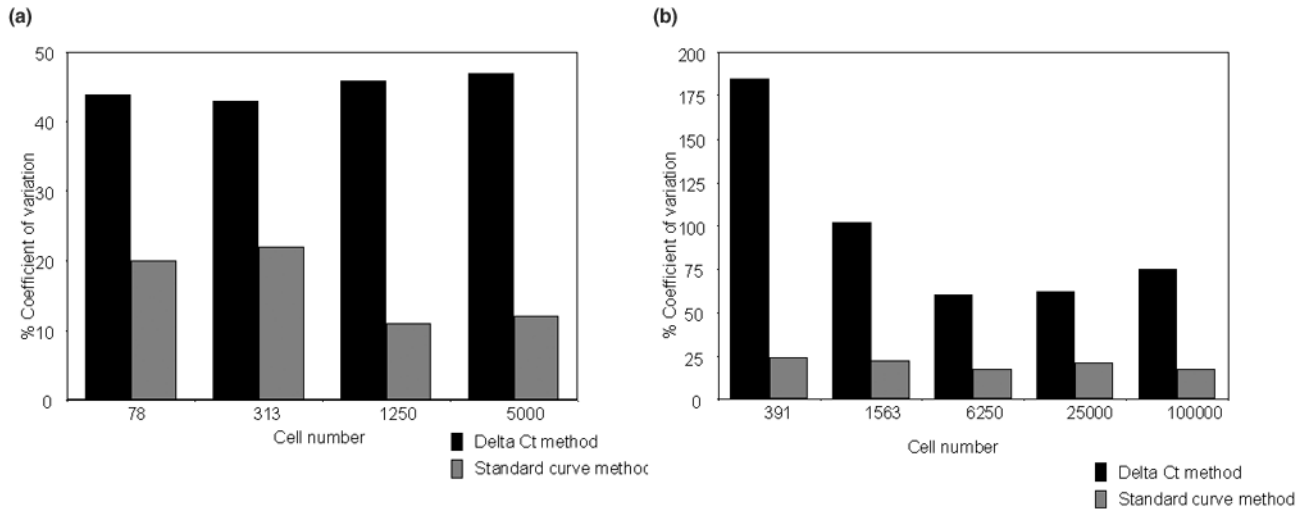 (a)
50
40
30
20
10
0
% Coefficient of variation
78 313 1250 5000
Cell number
Delta Ct method
Standard curve method
(b)
200
175
150
125
100
75
50
25
0
% Coefficient of variation
391 1563 6250 25000 100000
Cell number
Delta Ct method
Standard curve method